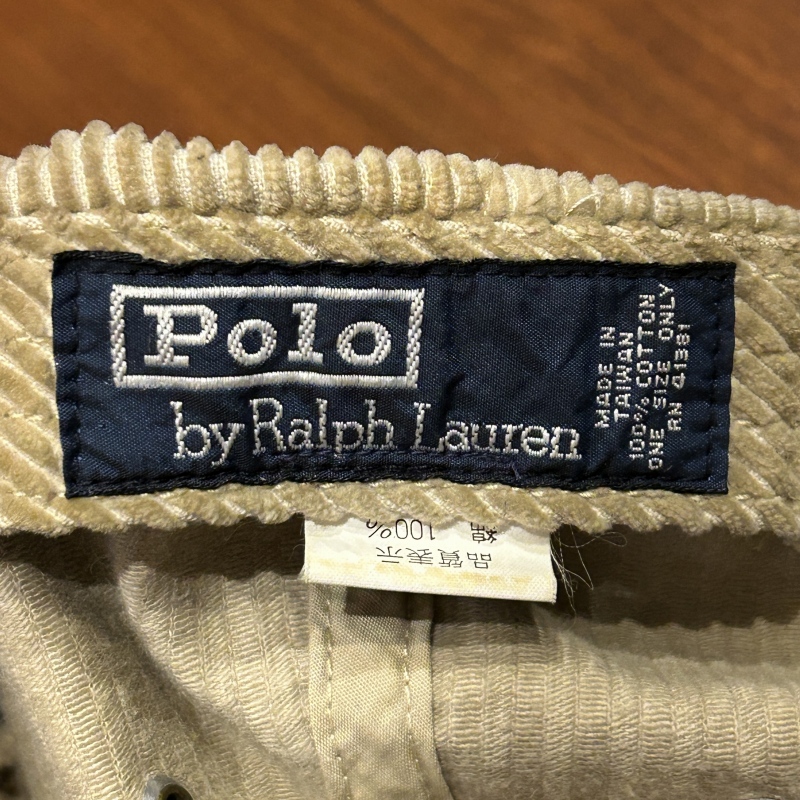 Polo
by Ralph Lauren
MADE IN
TAIWAN
100% COTTON
ONE SIZE ONLY
RN 41381
品質表示
綿 100%